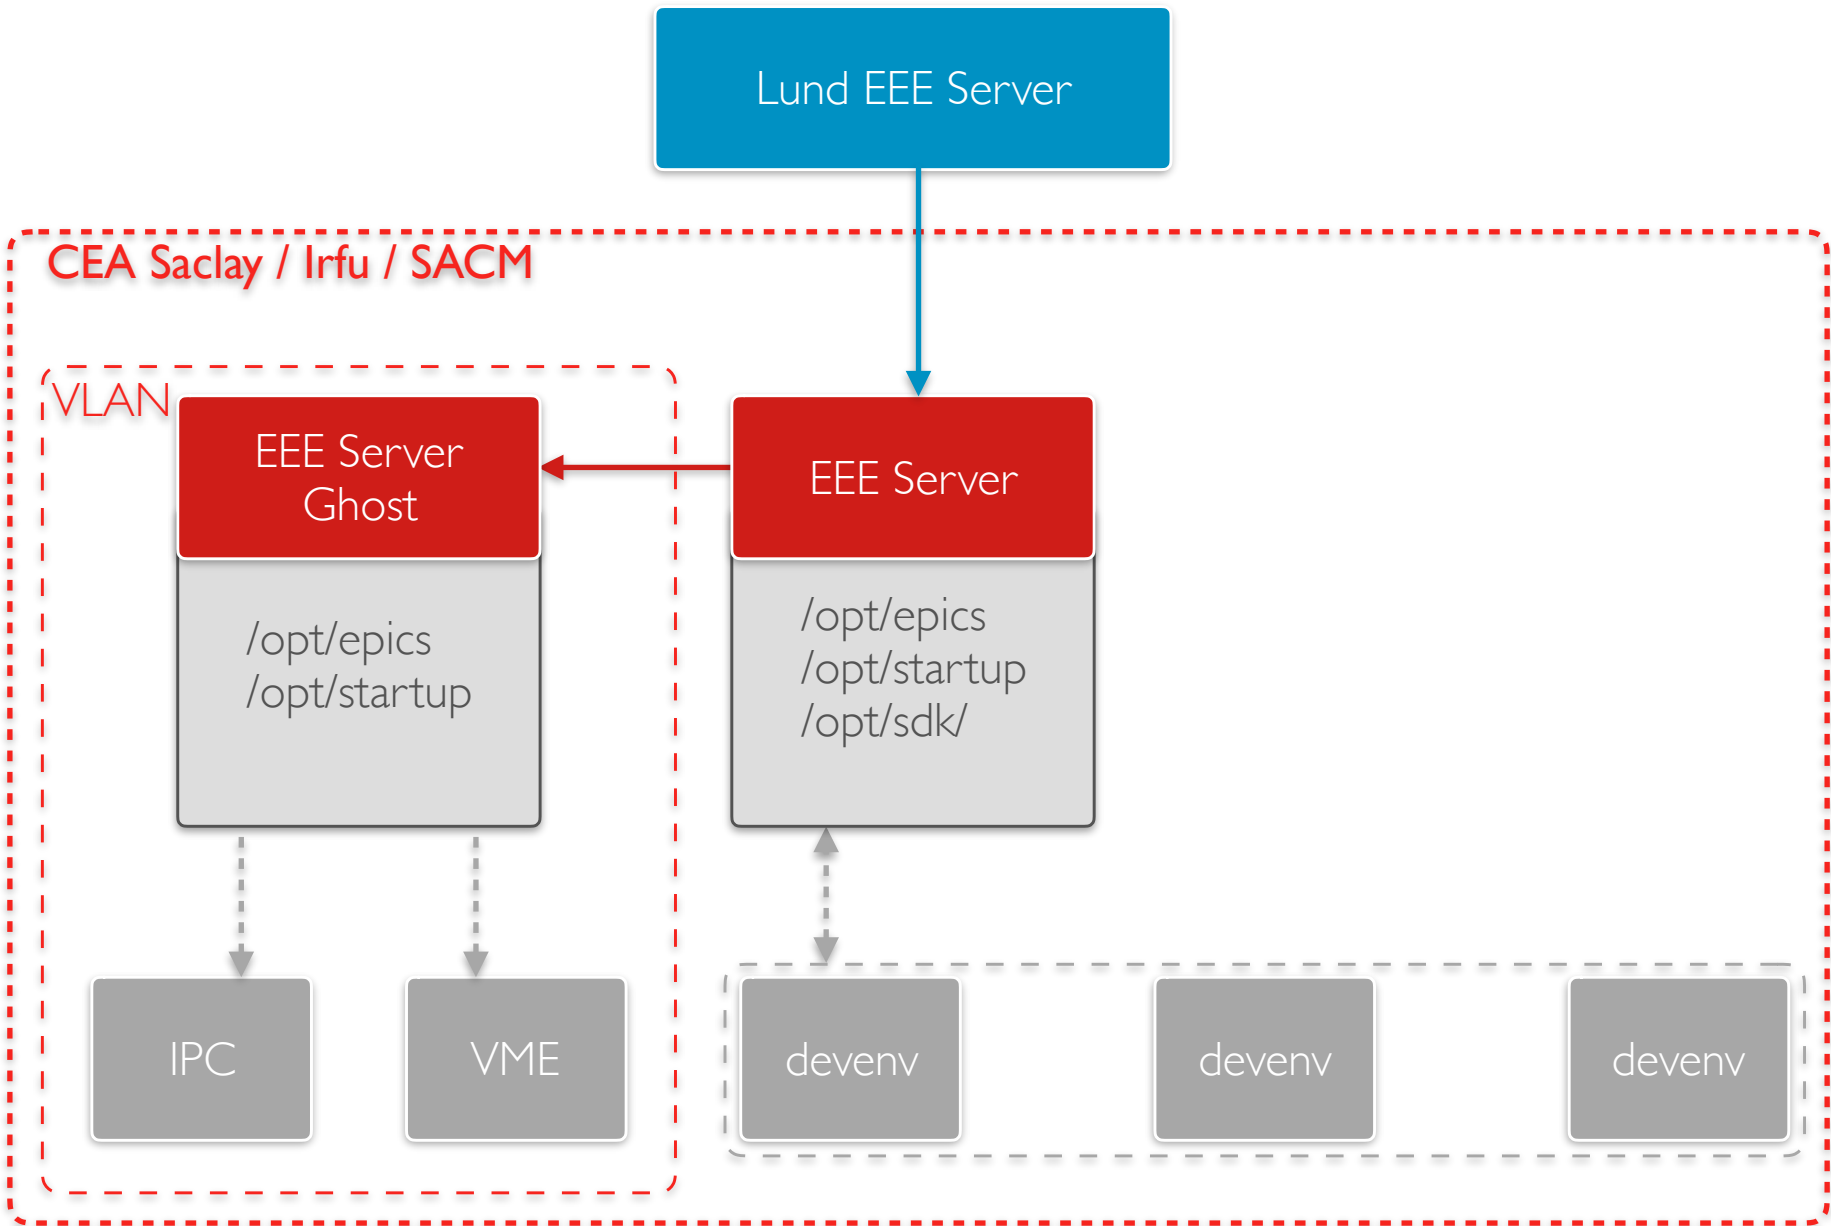 Lund EEE Server
CEA Saclay / Irfu / SACM
VLAN
EEE Server
Ghost
/opt/epics
/opt/startup
EEE Server
/opt/epics
/opt/startup
/opt/sdk/
IPC
VME
devenv
devenv
devenv